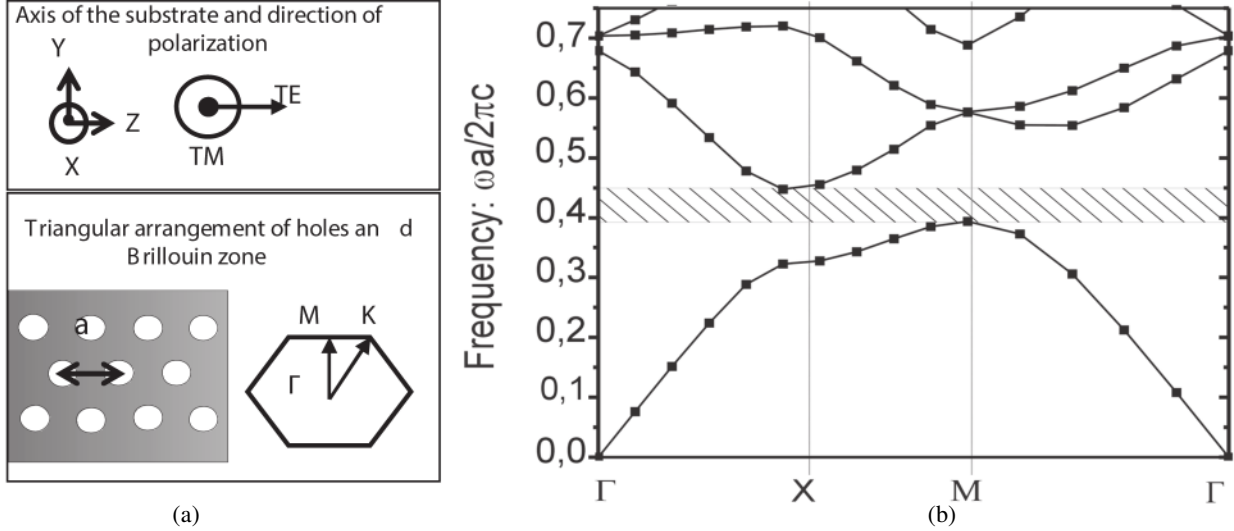 Axis of the substrate and direction of
polarization
Y
Z
X
TE
TM
Triangular arrangement of holes an d
Brillouin zone
a
M
K
Γ
(a)
Frequency: ωa/2πc
0,7
0,6
0,5
0,4
0,3
0,2
0,1
0,0
Γ
X
M
Γ
(b)